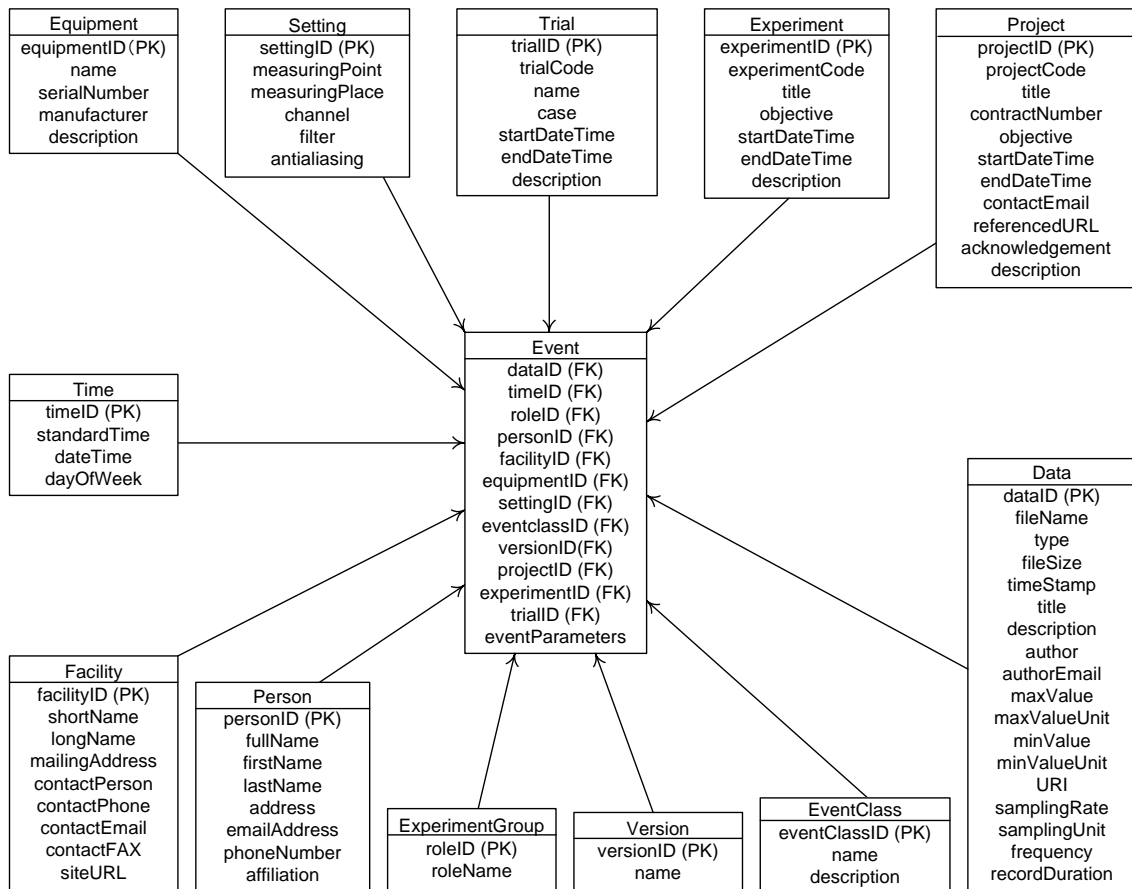 Equipment
equipmentID(PK)
name
serialNumber
manufacturer
description
Setting
settingID (PK)
measuringPoint
measuringPlace
channel
filter
antialiasing
Trial
trialID (PK)
trialCode
name
case
startDateTime
endDateTime
description
Experiment
experimentID (PK)
experimentCode
title
objective
startDateTime
endDateTime
description
Project
projectID (PK)
projectCode
title
contractNumber
objective
startDateTime
endDateTime
contactEmail
referencedURL
acknowledgement
description
Time
timeID (PK)
standardTime
dateTime
dayOfWeek
Event
dataID (FK)
timeID (FK)
roleID (FK)
personID (FK)
facilityID (FK)
equipmentID (FK)
settingID (FK)
eventclassID (FK)
versionID(FK)
projectID (FK)
experimentID (FK)
trialID (FK)
eventParameters
Data
dataID (PK)
fileName
type
fileSize
timeStamp
title
description
author
authorEmail
maxValue
maxValueUnit
minValue
minValueUnit
URI
samplingRate
samplingUnit
frequency
recordDuration
Facility
facilityID (PK)
shortName
longName
mailingAddress
contactPerson
contactPhone
contactEmail
contactFAX
siteURL
Person
personID (PK)
fullName
firstName
lastName
address
emailAddress
phoneNumber
affiliation
ExperimentGroup
roleID (PK)
roleName
Version
versionID (PK)
name
EventClass
eventClassID (PK)
name
description